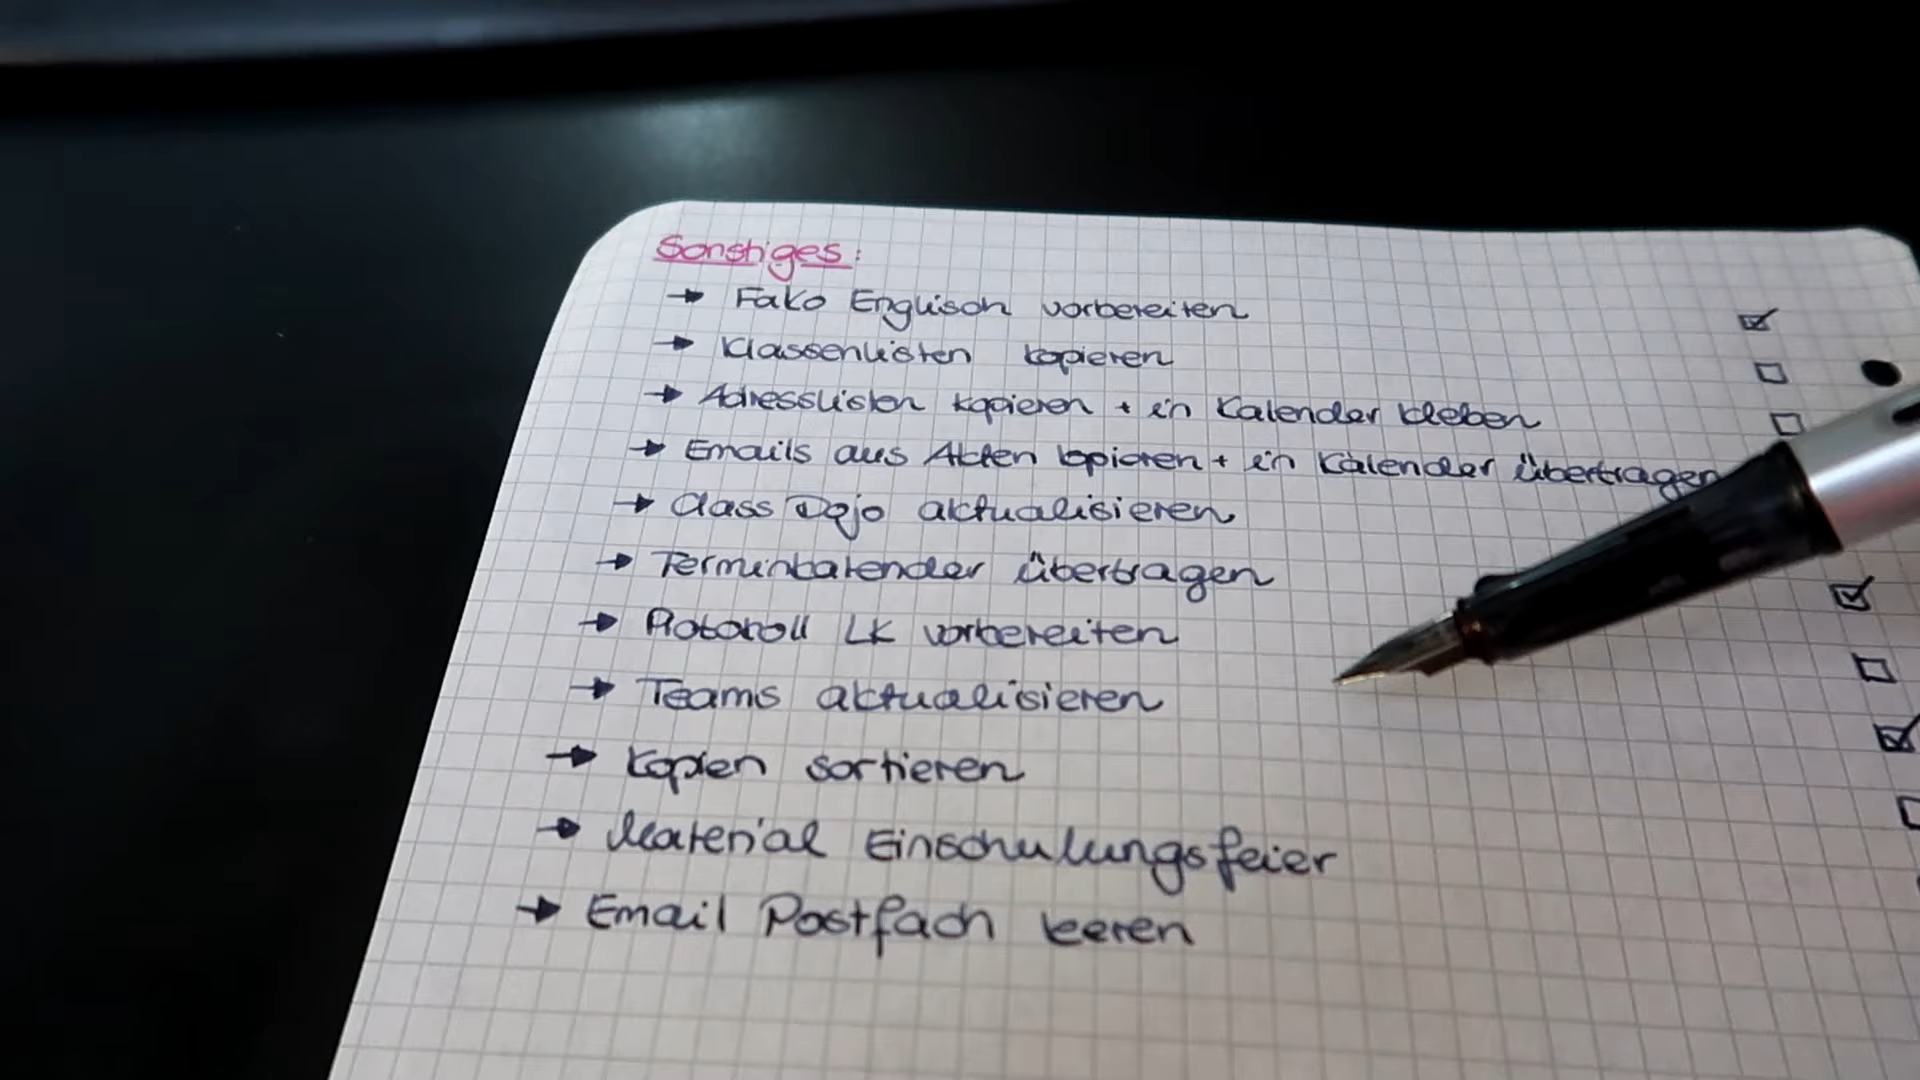 Sonstiges:
→ Fako Englisch vorbereiten
→ Klassenlisten kopieren
→ Adresslisten kopieren + in Kalender kleben
→ Emails aus Akten kopieren + in Kalender übertragen
→ Class Dojo aktualisieren
→ Terminkalender übertragen
→ Protokoll LK vorbereiten
→ Teams aktualisieren
→ Kopien sortieren
→ Material Einschulungsfeier
→ Email Postfach leeren